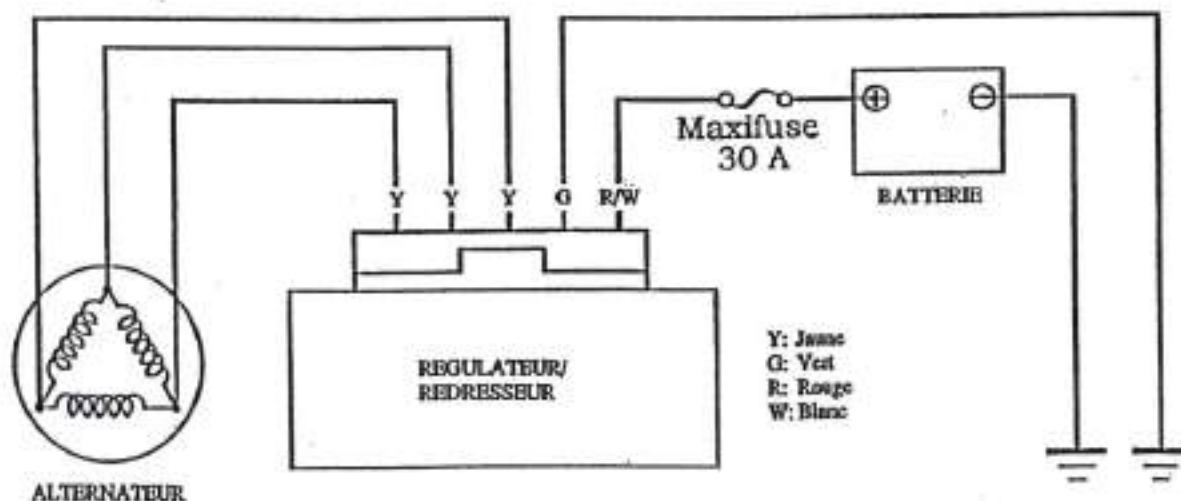 Maxifuse
30 A
BATTERIE
Y Y Y G R/W
REGULATEUR/
REDRESSEUR
Y: Jaune
G: Vert
R: Rouge
W: Blanc
ALTERNATEUR